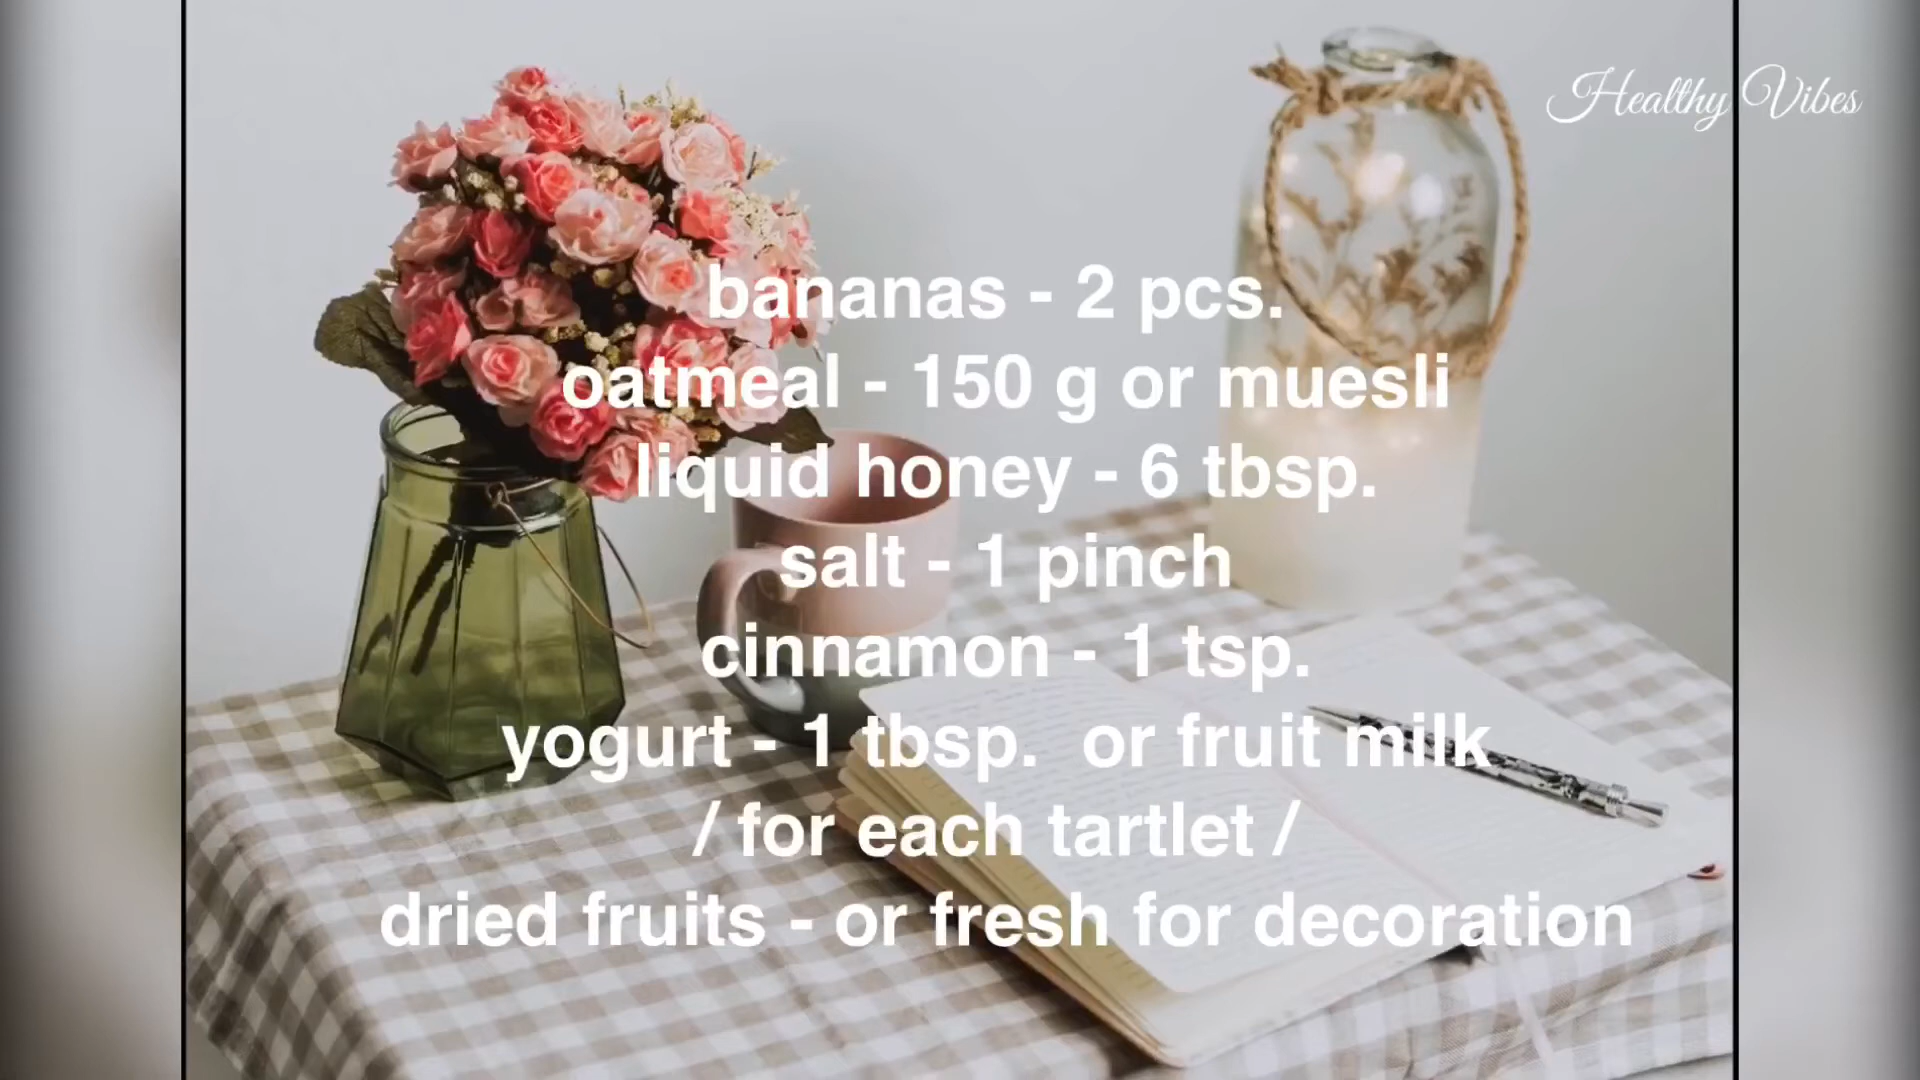 Healthy Vibes
bananas - 2 pcs.
oatmeal - 150 g or muesli
liquid honey - 6 tbsp.
salt - 1 pinch
cinnamon - 1 tsp.
yogurt - 1 tbsp.  or fruit milk
/ for each tartlet /
dried fruits - or fresh for decoration